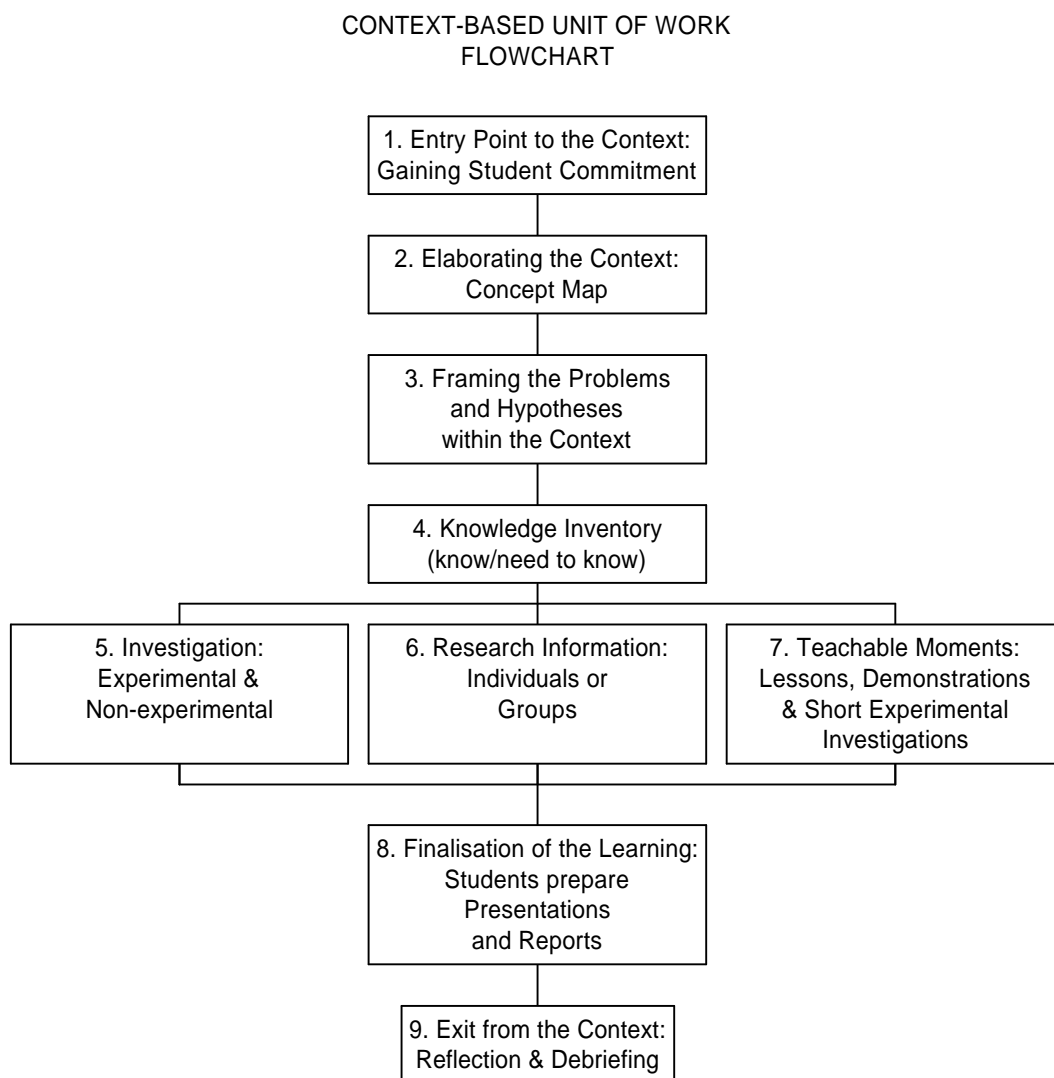 CONTEXT-BASED UNIT OF WORK
FLOWCHART
1. Entry Point to the Context:
Gaining Student Commitment
2. Elaborating the Context:
Concept Map
3. Framing the Problems
and Hypotheses
within the Context
4. Knowledge Inventory
(know/need to know)
5. Investigation:
Experimental &
Non-experimental
6. Research Information:
Individuals or
Groups
7. Teachable Moments:
Lessons, Demonstrations
& Short Experimental
Investigations
8. Finalisation of the Learning:
Students prepare
Presentations
and Reports
9. Exit from the Context:
Reflection & Debriefing